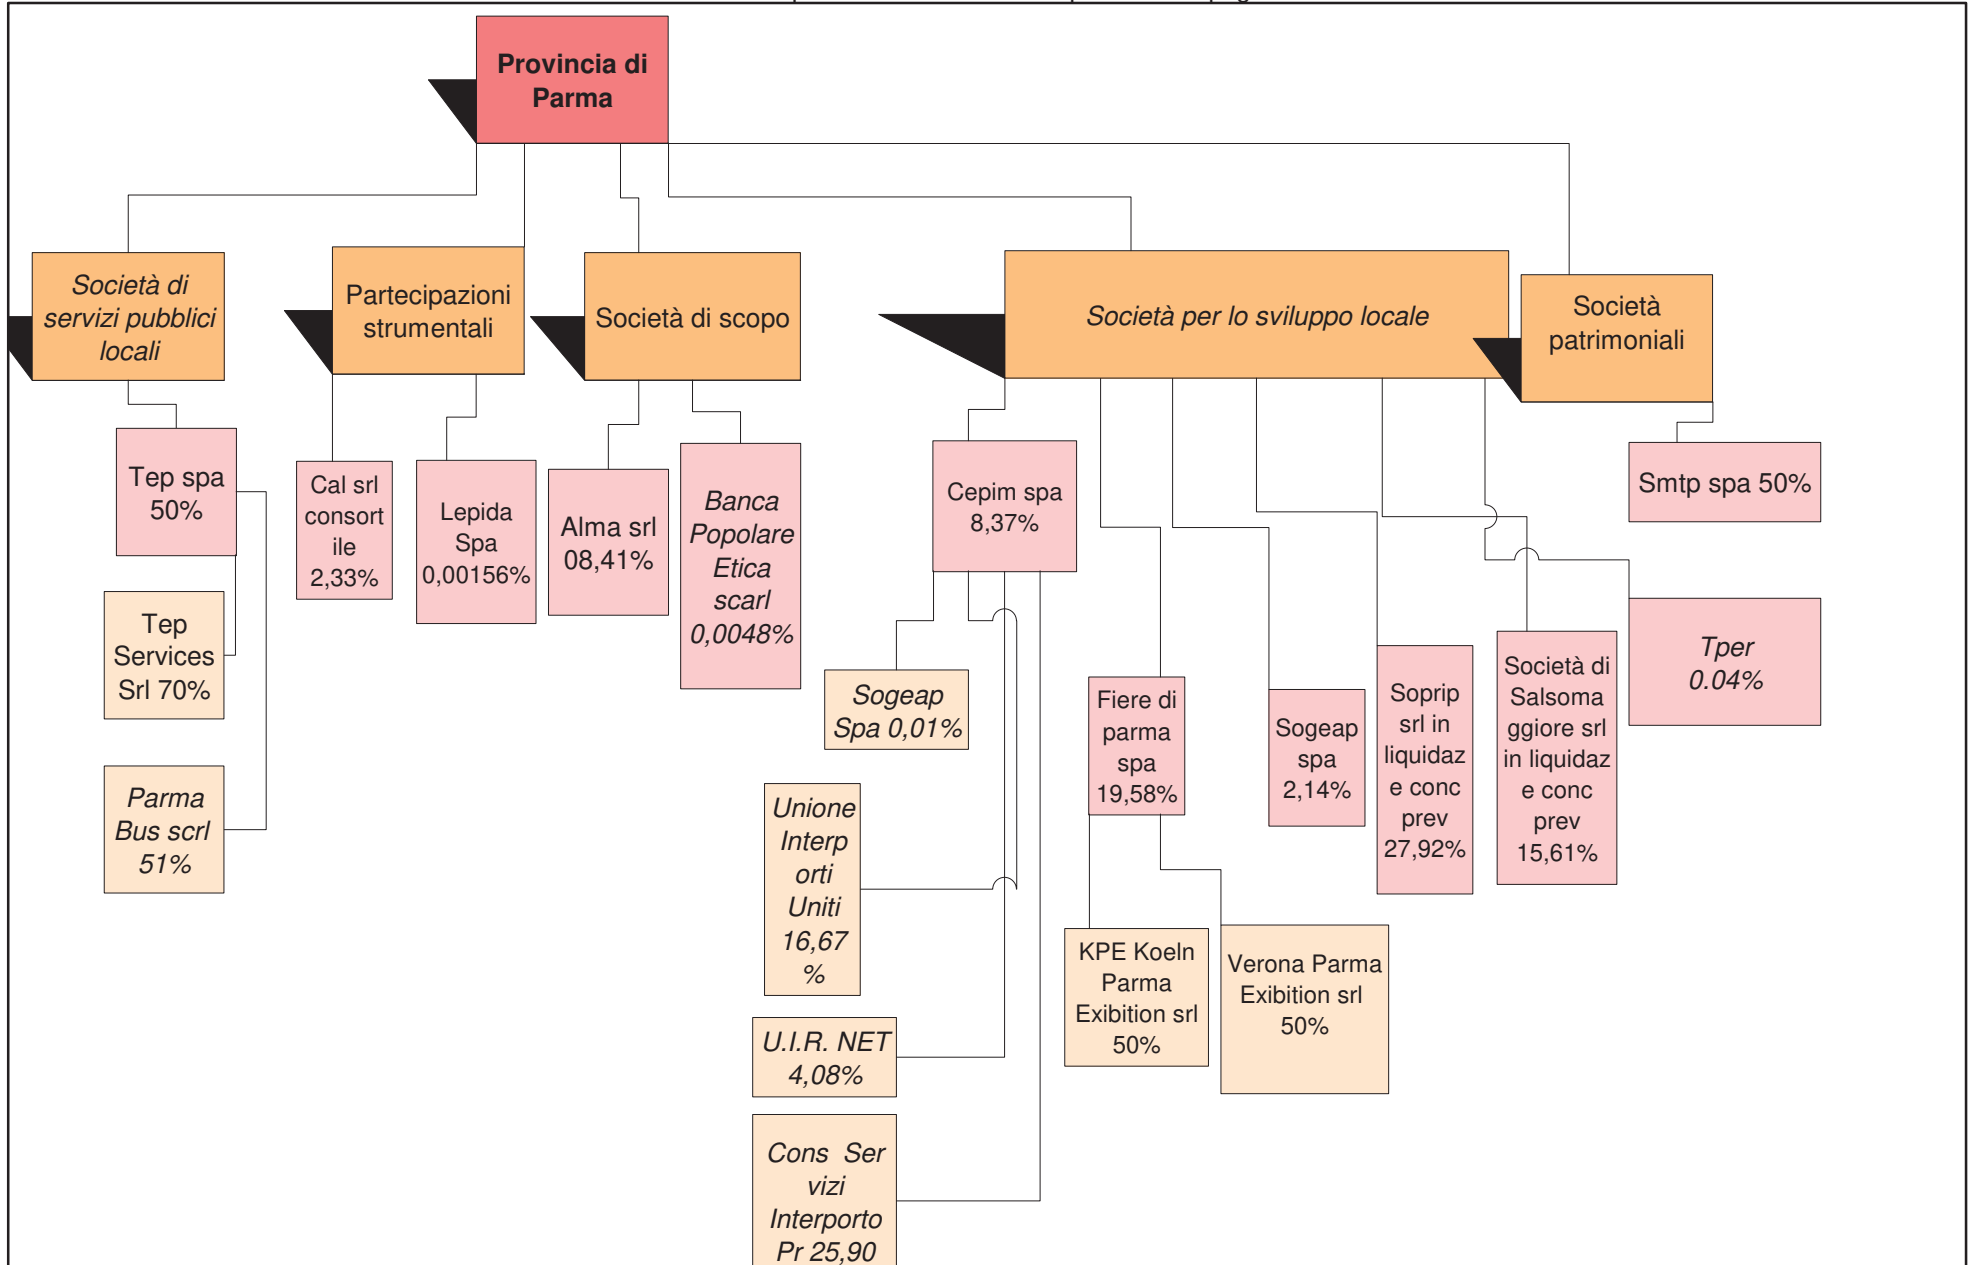 Provincia di
Parma
Società di
servizi pubblici
locali
Partecipazioni
strumentali
Società di scopo
Società per lo sviluppo locale
Società
patrimoniali
Tep spa
50%
Cal srl
consort
ile
2,33%
Lepida
Spa
0,00156%
Alma srl
08,41%
Banca
Popolare
Etica
scarl
0,0048%
Cepim spa
8,37%
Smtp spa 50%
Tep
Services
Srl 70%
Parma
Bus scrl
51%
Sogeap
Spa 0,01%
Unione
Interp
orti
Uniti
16,67
%
U.I.R. NET
4,08%
Cons Ser
vizi
Interporto
Pr 25,90
Fiere di
parma
spa
19,58%
KPE Koeln
Parma
Exibition srl
50%
Verona Parma
Exibition srl
50%
Sogeap
spa
2,14%
Soprip
srl in
liquidaz
e conc
prev
27,92%
Società di
Salsoma
ggiore srl
in liquidaz
e conc
prev
15,61%
Tper
0.04%